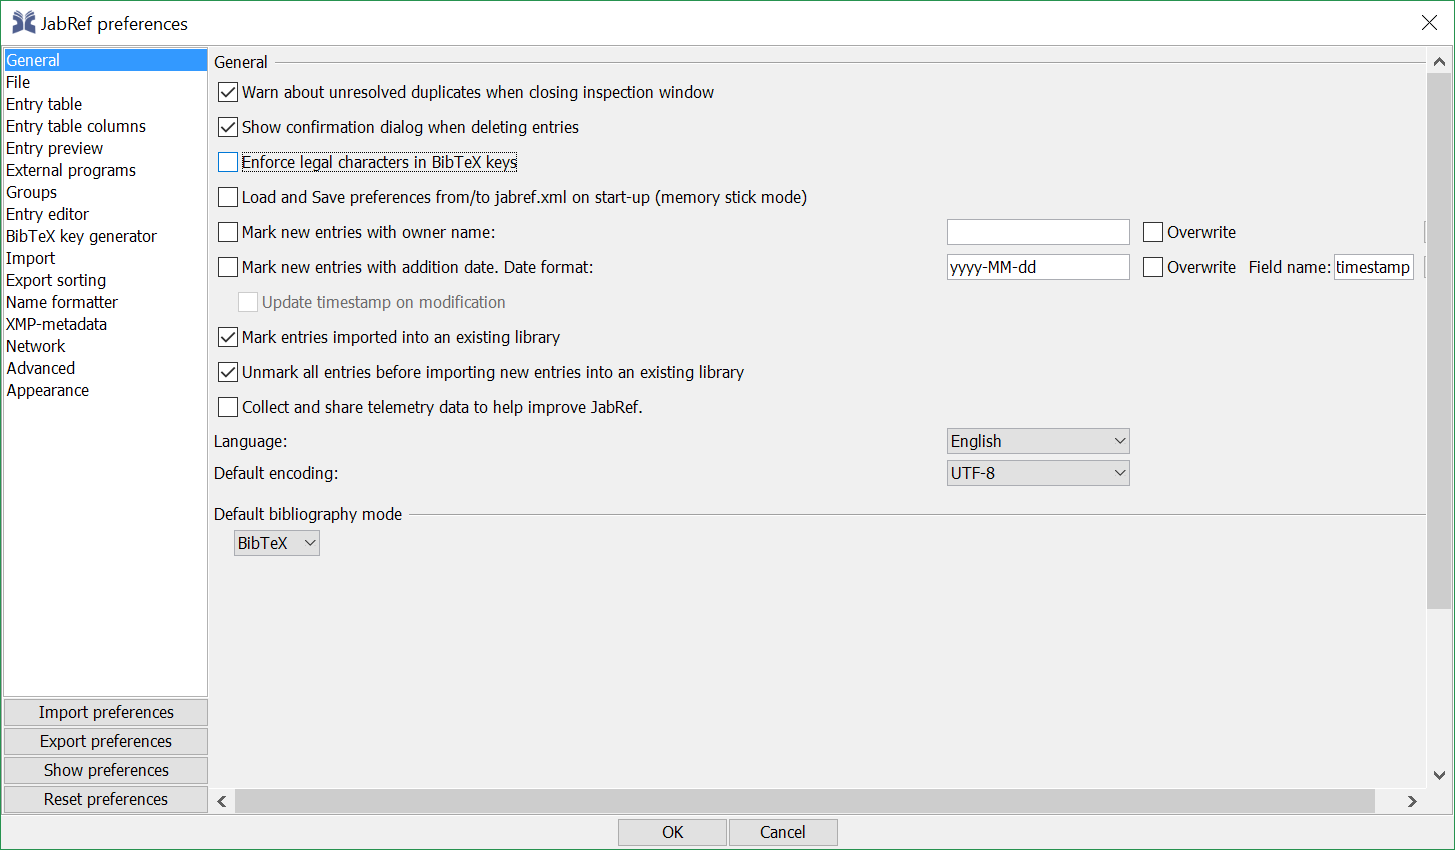 JabRef preferences
General
File
Entry table
Entry table columns
Entry preview
External programs
Groups
Entry editor
BibTeX key generator
Import
Export sorting
Name formatter
XMP-metadata
Network
Advanced
Appearance
Import preferences
Export preferences
Show preferences
Reset preferences
General
Warn about unresolved duplicates when closing inspection window
Show confirmation dialog when deleting entries
Enforce legal characters in BibTeX keys
Load and Save preferences from/to jabref.xml on start-up (memory stick mode)
Mark new entries with owner name: Overwrite
Mark new entries with addition date. Date format: yyyy-MM-dd Overwrite Field name: timestamp
Update timestamp on modification
Mark entries imported into an existing library
Unmark all entries before importing new entries into an existing library
Collect and share telemetry data to help improve JabRef.
Language: English
Default encoding: UTF-8
Default bibliography mode
BibTeX
OK Cancel